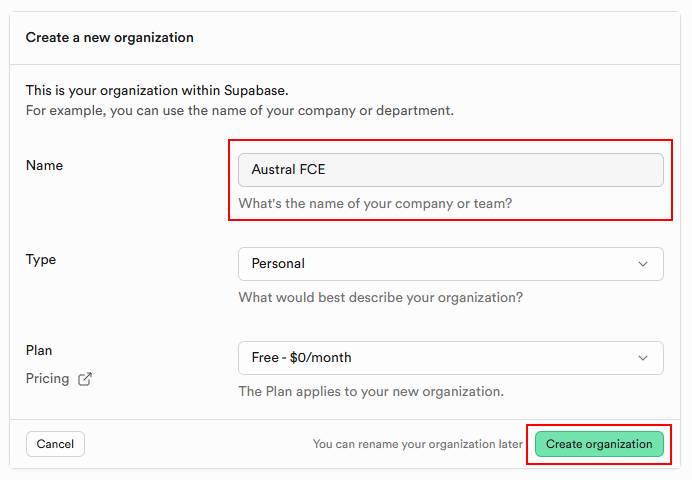 Create a new organization
This is your organization within Supabase.
For example, you can use the name of your company or department.
Name
Austral FCE
What's the name of your company or team?
Type
Personal
What would best describe your organization?
Plan
Free - $0/month
Pricing
The Plan applies to your new organization.
Cancel
You can rename your organization later
Create organization